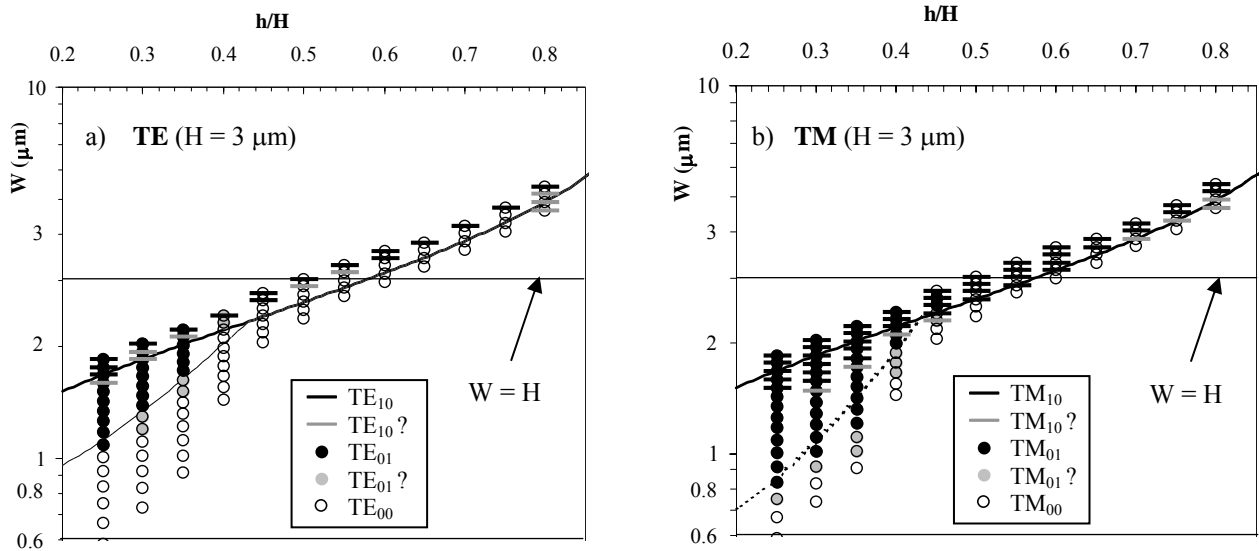 h/H
0.2 0.3 0.4 0.5 0.6 0.7 0.8
10
3
2
1
0.8
0.6
W (μm)
a) TE (H = 3 μm)
W = H
TE10
TE10 ?
TE01
TE01 ?
TE00
h/H
0.2 0.3 0.4 0.5 0.6 0.7 0.8
10
3
2
1
0.8
0.6
W (μm)
b) TM (H = 3 μm)
W = H
TM10
TM10 ?
TM01
TM01 ?
TM00